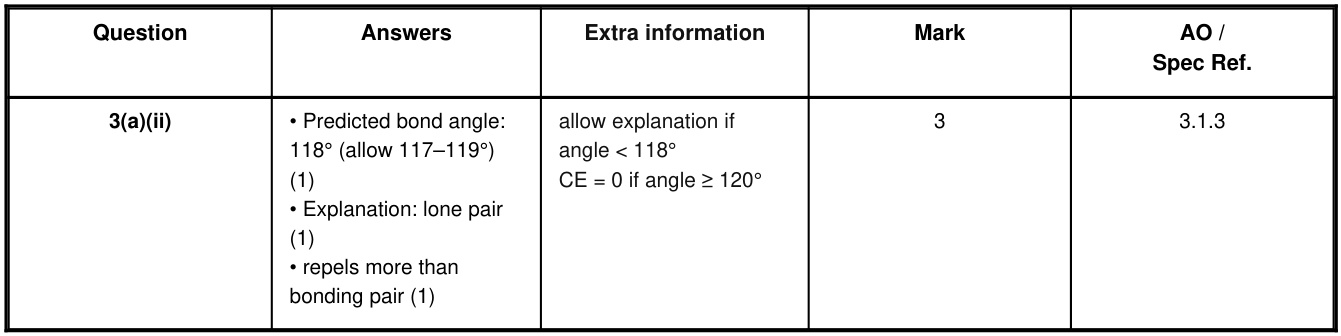 Question Answers Extra information Mark AO /
Spec Ref.
3(a)(ii)
• Predicted bond angle:
118° (allow 117–119°)
(1)
• Explanation: lone pair
(1)
• repels more than
bonding pair (1)
allow explanation if
angle < 118°
CE = 0 if angle ≥ 120°
3
3.1.3